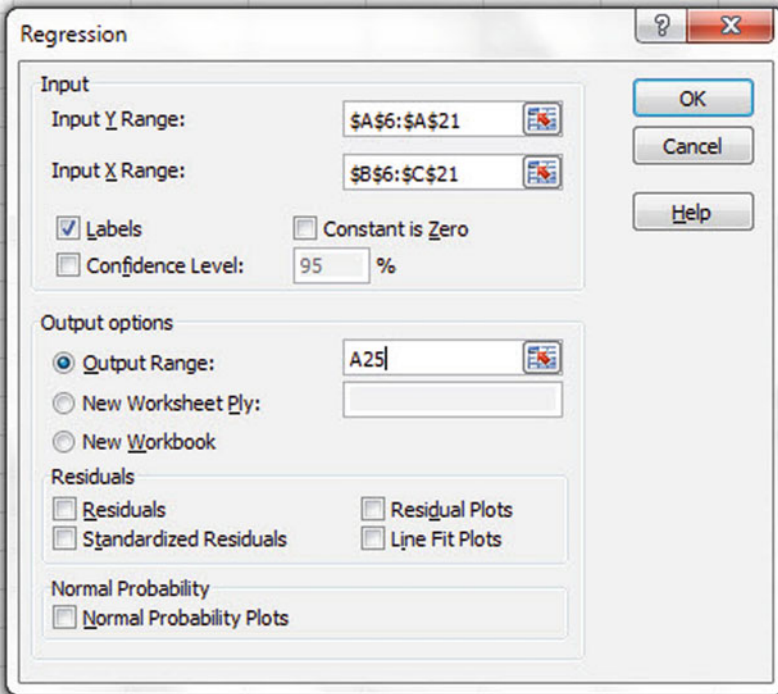 Regression
?
X
Input
Input Y Range: $A$6:$A$21
Input X Range: $B$6:$C$21
Labels Constant is Zero
Confidence Level: 95 %
OK
Cancel
Help
Output options
Output Range: A25
New Worksheet Ply:
New Workbook
Residuals
Residuals Residual Plots
Standardized Residuals Line Fit Plots
Normal Probability
Normal Probability Plots